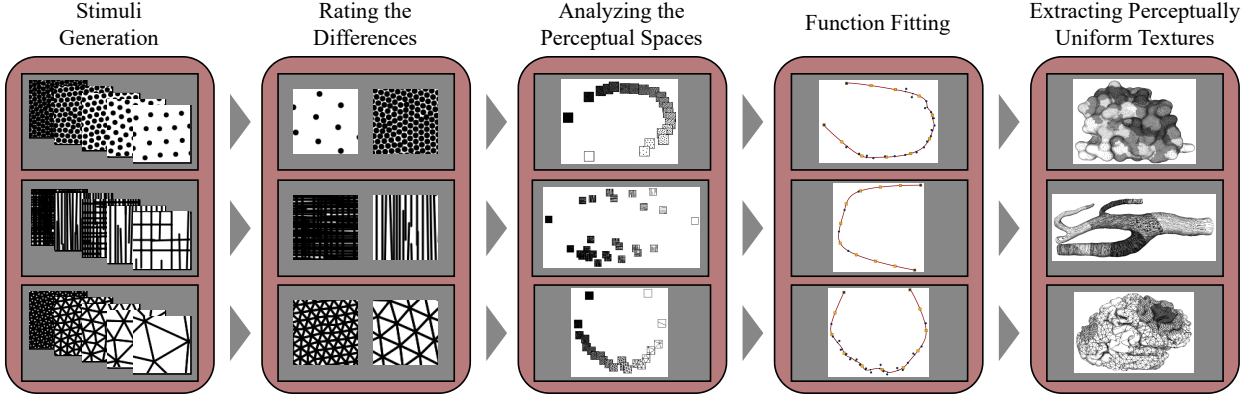 Stimuli
Generation
Rating the
Differences
Analyzing the
Perceptual Spaces
Function Fitting
Extracting Perceptually
Uniform Textures